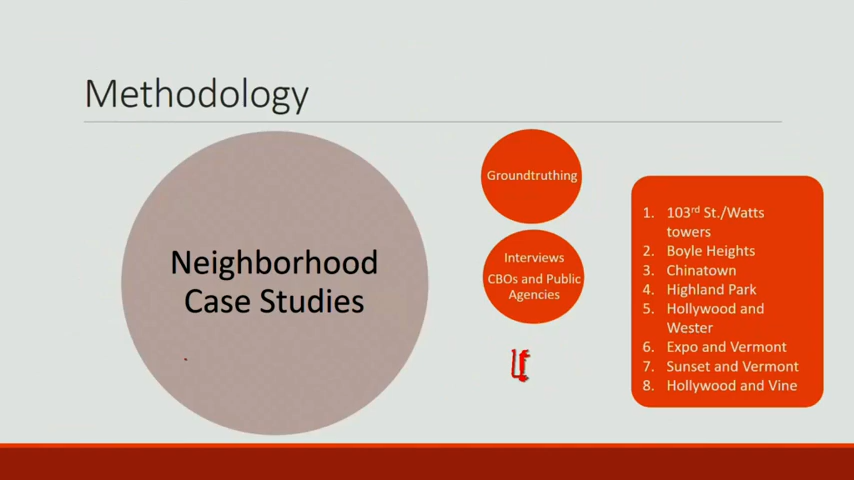 Methodology
Neighborhood
Case Studies
Groundtruthing
Interviews
CBOs and Public
Agencies
1. 103rd St./Watts
towers
2. Boyle Heights
3. Chinatown
4. Highland Park
5. Hollywood and
Wester
6. Expo and Vermont
7. Sunset and Vermont
8. Hollywood and Vine